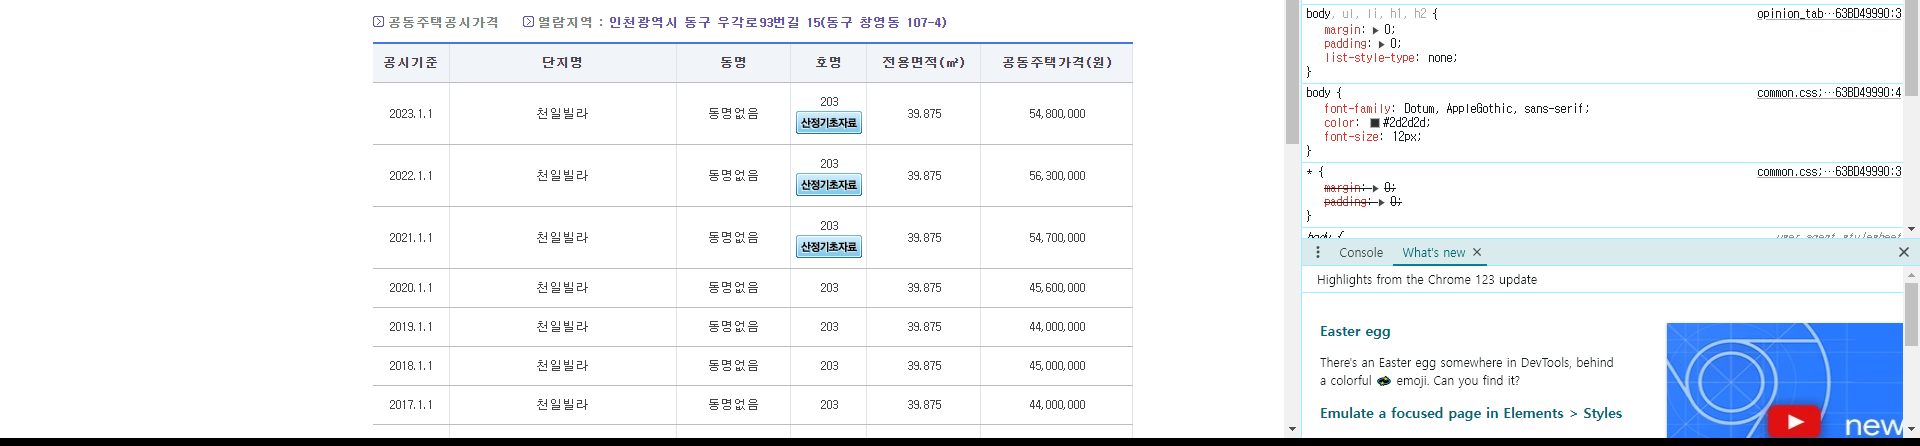 공동주택공시가격 열람지역 : 인천광역시 동구 우각로93번길 15(동구 창영동 107-4)
공시기준 단지명 동명 호명 전용면적(㎡) 공동주택가격(원)
2023.1.1 천일빌라 동명없음 203 39.875 54,800,000
산정기초자료
2022.1.1 천일빌라 동명없음 203 39.875 56,300,000
산정기초자료
2021.1.1 천일빌라 동명없음 203 39.875 54,700,000
산정기초자료
2020.1.1 천일빌라 동명없음 203 39.875 45,600,000
2019.1.1 천일빌라 동명없음 203 39.875 44,000,000
2018.1.1 천일빌라 동명없음 203 39.875 45,000,000
2017.1.1 천일빌라 동명없음 203 39.875 44,000,000
body, ul, li, h1, h2 { opinion_tab…63BD49990:3
margin: ▶ 0;
padding: ▶ 0;
list-style-type: none;
}
body { common.css;…63BD49990:4
font-family: Dotum, AppleGothic, sans-serif;
color: #2d2d2d;
font-size: 12px;
}
* { common.css;…63BD49990:3
margin: ▶ 0;
padding: ▶ 0;
}
body { user agent stylesheet
Console What's new ✕
Highlights from the Chrome 123 update
Easter egg
There's an Easter egg somewhere in DevTools, behind
a colorful emoji. Can you find it?
Emulate a focused page in Elements > Styles
new